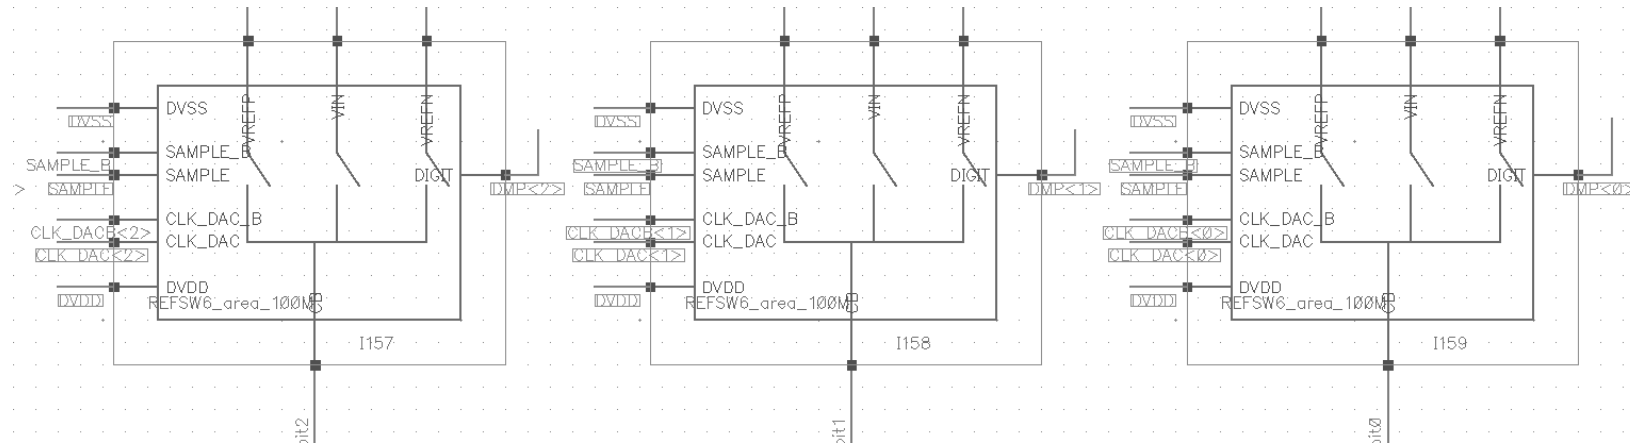 DVSS
DVSS
SAMPLE_B
SAMPLE_B
SAMPLE
SAMPLE
CLK_DAC_B
CLK_DACB<2>
CLK_DAC
CLK_DAC<2>
DVDD
DVDD
VREFP
VIN
VREFN
DIGIT
DMP<2>
REFSW6_area_100M
CB
I157
bit2
>
DVSS
DVSS
SAMPLE_B
SAMPLE_B
SAMPLE
SAMPLE
CLK_DAC_B
CLK_DACB<1>
CLK_DAC
CLK_DAC<1>
DVDD
DVDD
VREFP
VIN
VREFN
DIGIT
DMP<1>
REFSW6_area_100M
CB
I158
bit1
DVSS
DVSS
SAMPLE_B
SAMPLE_B
SAMPLE
SAMPLE
CLK_DAC_B
CLK_DACB<0>
CLK_DAC
CLK_DAC<0>
DVDD
DVDD
VREFP
VIN
VREFN
DIGIT
DMP<0>
REFSW6_area_100M
CB
I159
bit0